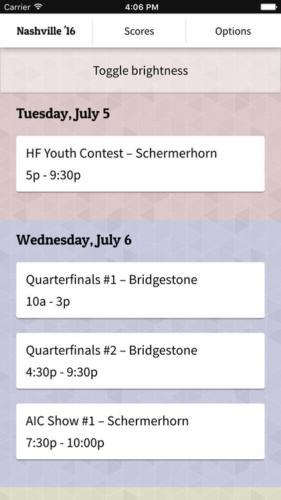 Carrier 4:06 PM
Nashville '16 Scores Options
Toggle brightness
Tuesday, July 5
HF Youth Contest – Schermerhorn
5p - 9:30p
Wednesday, July 6
Quarterfinals #1 – Bridgestone
10a - 3p
Quarterfinals #2 – Bridgestone
4:30p - 9:30p
AIC Show #1 – Schermerhorn
7:30p - 10:00p